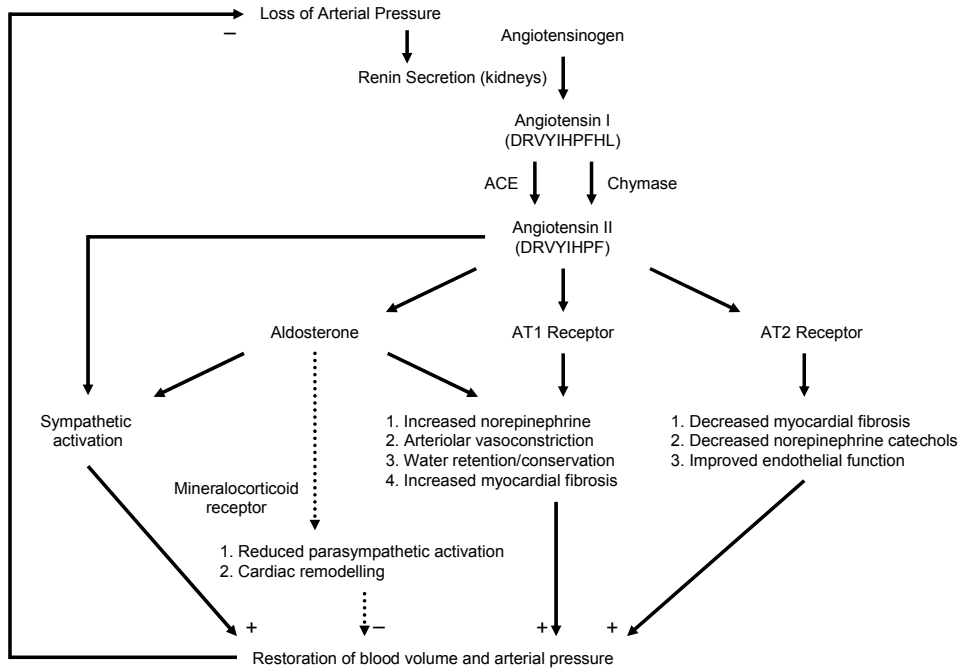 Loss of Arterial Pressure
–
Angiotensinogen
Renin Secretion (kidneys)
Angiotensin I
(DRVYIHPFHL)
ACE
Chymase
Angiotensin II
(DRVYIHPF)
Aldosterone
AT1 Receptor
AT2 Receptor
Sympathetic
activation
1. Increased norepinephrine
2. Arteriolar vasoconstriction
3. Water retention/conservation
4. Increased myocardial fibrosis
1. Decreased myocardial fibrosis
2. Decreased norepinephrine catechols
3. Improved endothelial function
Mineralocorticoid
receptor
1. Reduced parasympathetic activation
2. Cardiac remodelling
+
–
+
+
Restoration of blood volume and arterial pressure